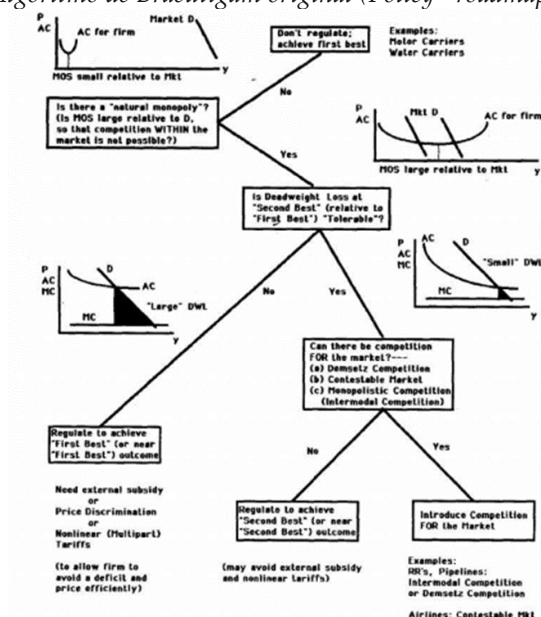 Algoritmo de Braeutigam original (Policy "roadmap
P
AC
AC for firm
Market D
y
MOS small relative to Mkt
Don't regulate;
achieve first best
Examples:
Motor Carriers
Water Carriers
No
Is there a "natural monopoly"?
(Is MOS large relative to D,
so that competition WITHIN the
market is not possible?)
P
AC
Mkt D
AC for firm
y
MOS large relative to Mkt
Yes
Is Deadweight Loss at
"Second Best" (relative to
"First Best") "Tolerable"?
P
AC
MC
D
AC
"Large" DWL
MC
y
No
Yes
P
AC
MC
AC
D
"Small" DWL
MC
y
Can there be competition
FOR the market?---
(a) Demsetz Competition
(b) Contestable Market
(c) Monopolistic Competition
(Intermodal Competition)
Regulate to achieve
"First Best" (or near
"First Best") outcome
No
Yes
Need external subsidy
or
Price Discrimination
or
Nonlinear (Multipart)
Tariffs
(to allow firm to
avoid a deficit and
price efficiently)
Regulate to achieve
"Second Best" (or near
"Second Best") outcome
(may avoid external subsidy
and nonlinear tariffs)
Introduce Competition
FOR the Market
Examples:
RR's, Pipelines:
Intermodal Competition
or Demsetz Competition
Airlines: Contestable Mkt